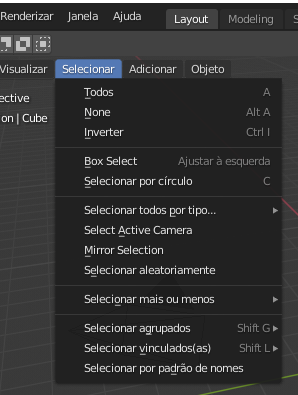 Renderizar Janela Ajuda Layout Modeling S
Visualizar Selecionar Adicionar Objeto
ective
on | Cube
Todos A
None Alt A
Inverter Ctrl I
Box Select Ajustar à esquerda
Selecionar por círculo C
Selecionar todos por tipo...
Select Active Camera
Mirror Selection
Selecionar aleatoriamente
Selecionar mais ou menos
Selecionar agrupados Shift G
Selecionar vinculados(as) Shift L
Selecionar por padrão de nomes